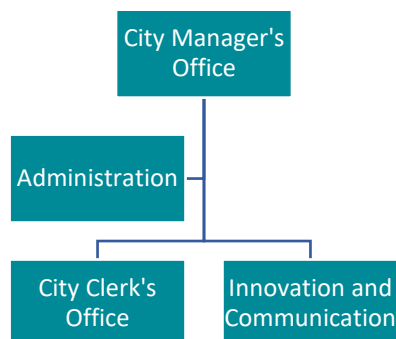 City Manager's
Office
Administration
City Clerk's
Office
Innovation and
Communication